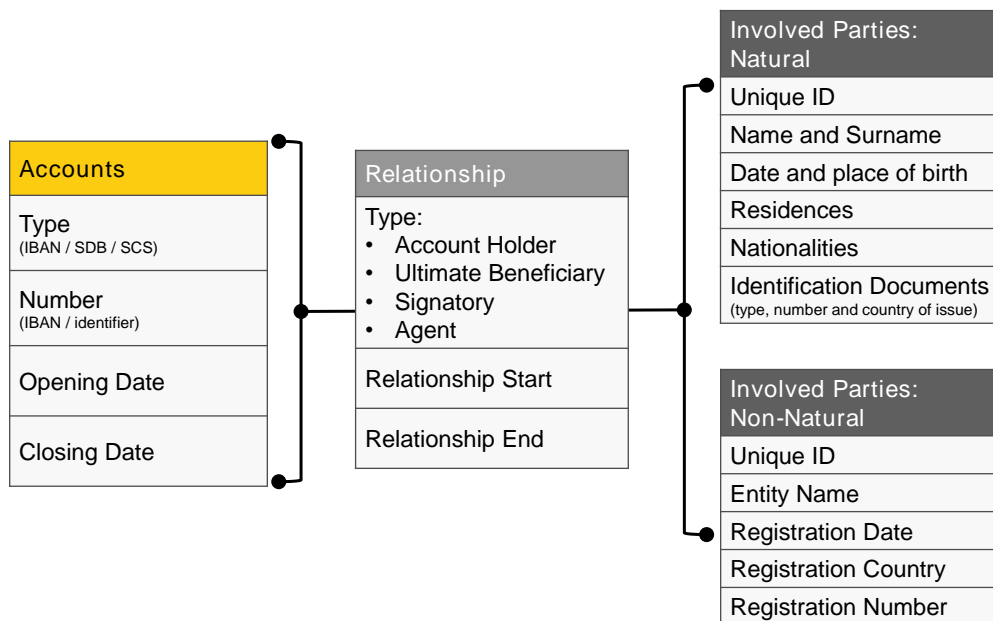 Accounts
Type
(IBAN / SDB / SCS)
Number
(IBAN / identifier)
Opening Date
Closing Date
Relationship
Type:
• Account Holder
• Ultimate Beneficiary
• Signatory
• Agent
Relationship Start
Relationship End
Involved Parties:
Natural
Unique ID
Name and Surname
Date and place of birth
Residences
Nationalities
Identification Documents
(type, number and country of issue)
Involved Parties:
Non-Natural
Unique ID
Entity Name
Registration Date
Registration Country
Registration Number